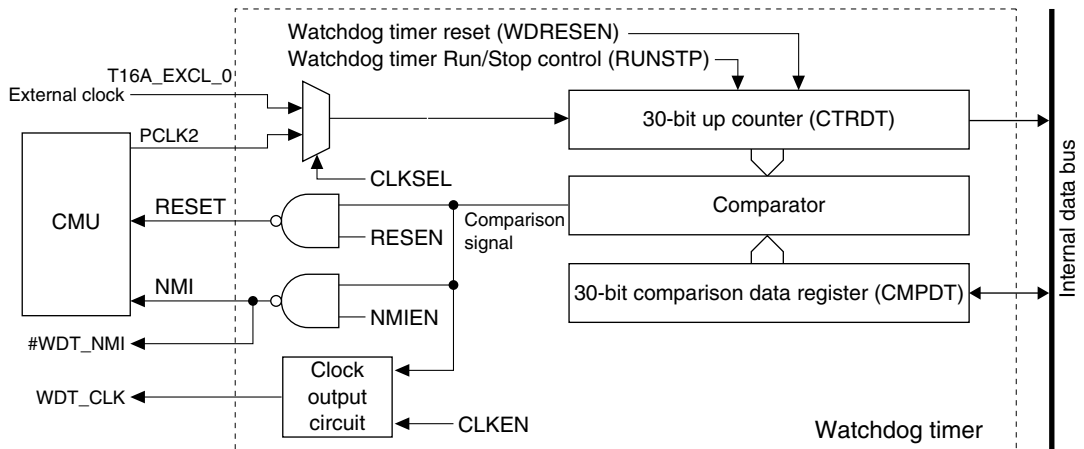 Watchdog timer reset (WDRESEN)
Watchdog timer Run/Stop control (RUNSTP)
T16A_EXCL_0
External clock
PCLK2
30-bit up counter (CTRDT)
CLKSEL
CMU
RESET
RESEN
Comparison
signal
Comparator
NMI
NMIEN
30-bit comparison data register (CMPDT)
#WDT_NMI
WDT_CLK
Clock
output
circuit
CLKEN
Watchdog timer
Internal data bus